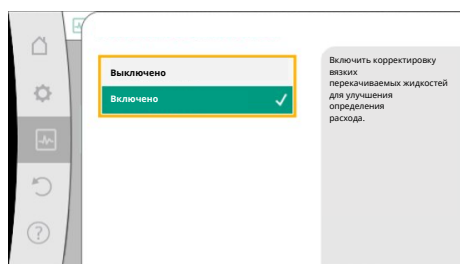 Выключено
Включено
Включить корректировку
вязких
перекачиваемых жидкостей
для улучшения
определения
расхода.